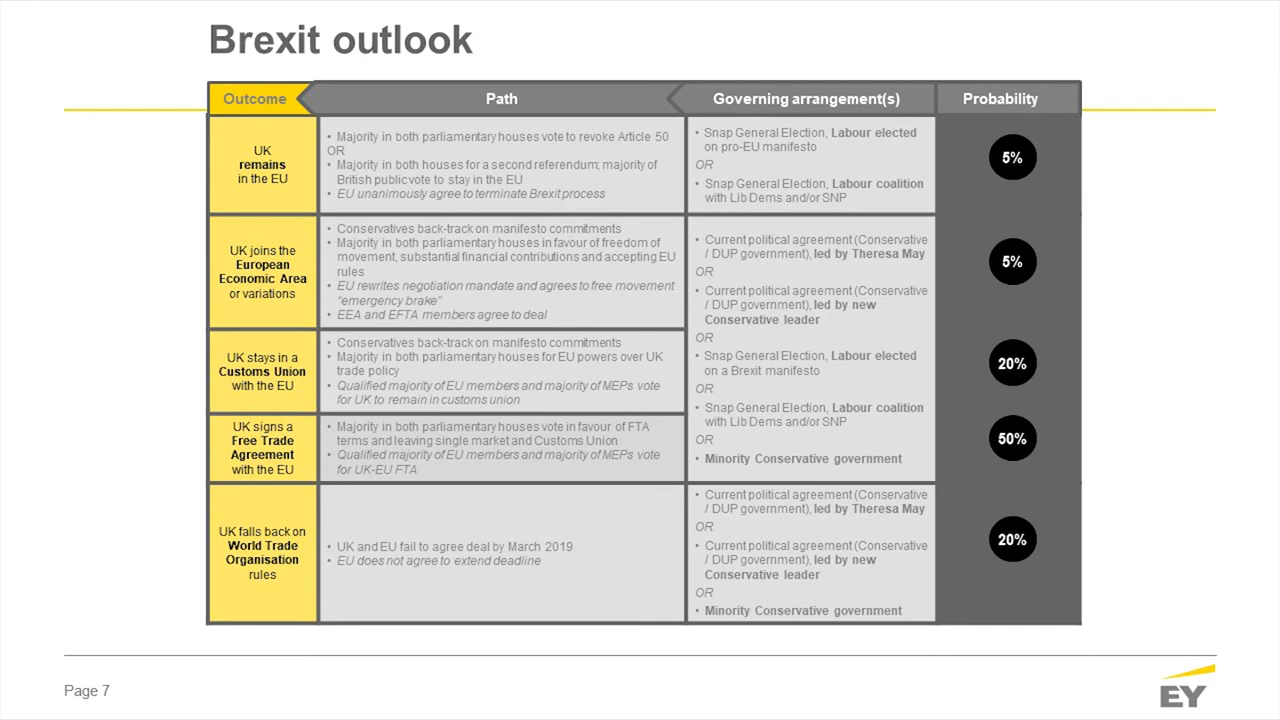 Brexit outlook
Outcome
Path
Governing arrangement(s)
Probability
UK
remains
in the EU
• Majority in both parliamentary houses vote to revoke Article 50
OR
• Majority in both houses for a second referendum; majority of
British public vote to stay in the EU
• EU unanimously agree to terminate Brexit process
• Snap General Election, Labour elected
on pro-EU manifesto
OR
• Snap General Election, Labour coalition
with Lib Dems and/or SNP
5%
UK joins the
European
Economic Area
or variations
• Conservatives back-track on manifesto commitments
• Majority in both parliamentary houses in favour of freedom of
movement, substantial financial contributions and accepting EU
rules
• EU rewrites negotiation mandate and agrees to free movement
"emergency brake"
• EEA and EFTA members agree to deal
• Current political agreement (Conservative
/ DUP government), led by Theresa May
OR
• Current political agreement (Conservative
/ DUP government), led by new
Conservative leader
OR
• Snap General Election, Labour elected
on a Brexit manifesto
OR
• Snap General Election, Labour coalition
with Lib Dems and/or SNP
OR
• Minority Conservative government
5%
UK stays in a
Customs Union
with the EU
• Conservatives back-track on manifesto commitments
• Majority in both parliamentary houses for EU powers over UK
trade policy
• Qualified majority of EU members and majority of MEPs vote
for UK to remain in customs union
20%
UK signs a
Free Trade
Agreement
with the EU
• Majority in both parliamentary houses vote in favour of FTA
terms and leaving single market and Customs Union
• Qualified majority of EU members and majority of MEPs vote
for UK-EU FTA
50%
UK falls back on
World Trade
Organisation
rules
• UK and EU fail to agree deal by March 2019
• EU does not agree to extend deadline
• Current political agreement (Conservative
/ DUP government), led by Theresa May
OR
• Current political agreement (Conservative
/ DUP government), led by new
Conservative leader
OR
• Minority Conservative government
20%
Page 7
EY